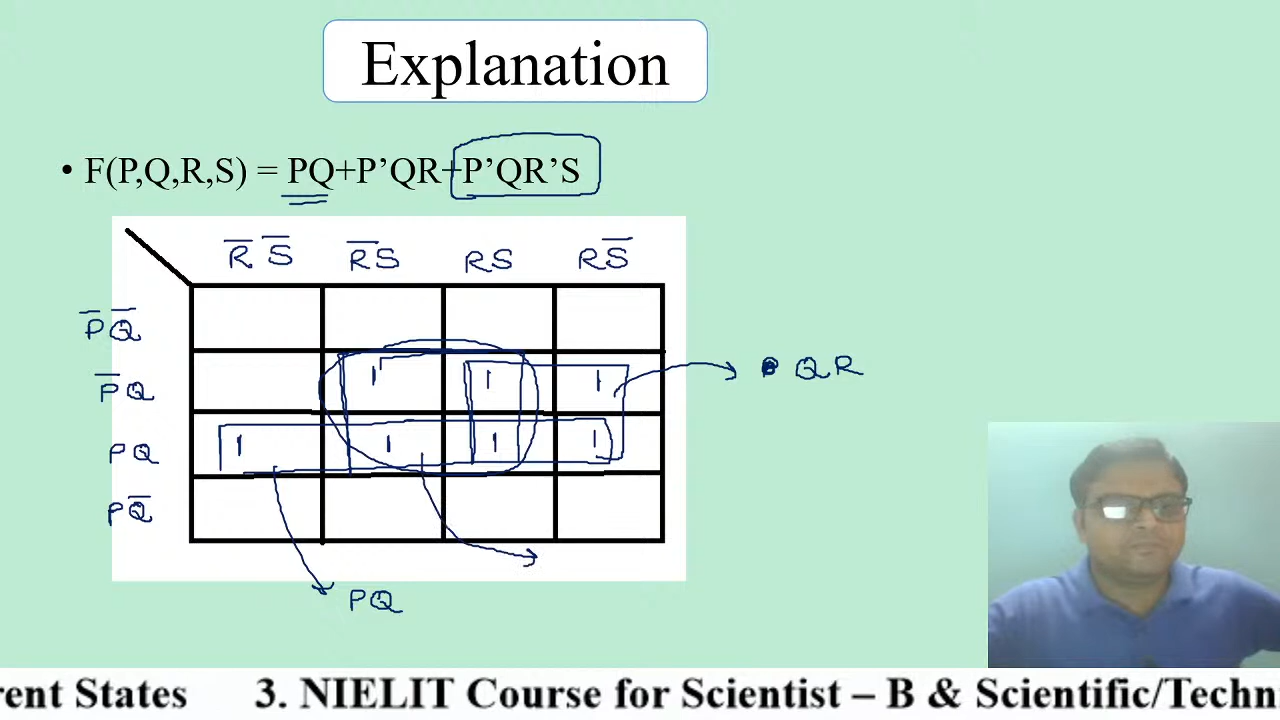 Explanation
• F(P,Q,R,S) = PQ+P’QR+P’QR’S
R̅ S̅ R̅S RS RS̅
P̅Q̅
P̅Q 1 1 1 QR
PQ 1 1 1 1
PQ̅
PQ
rent States 3. NIELIT Course for Scientist – B & Scientific/Techni